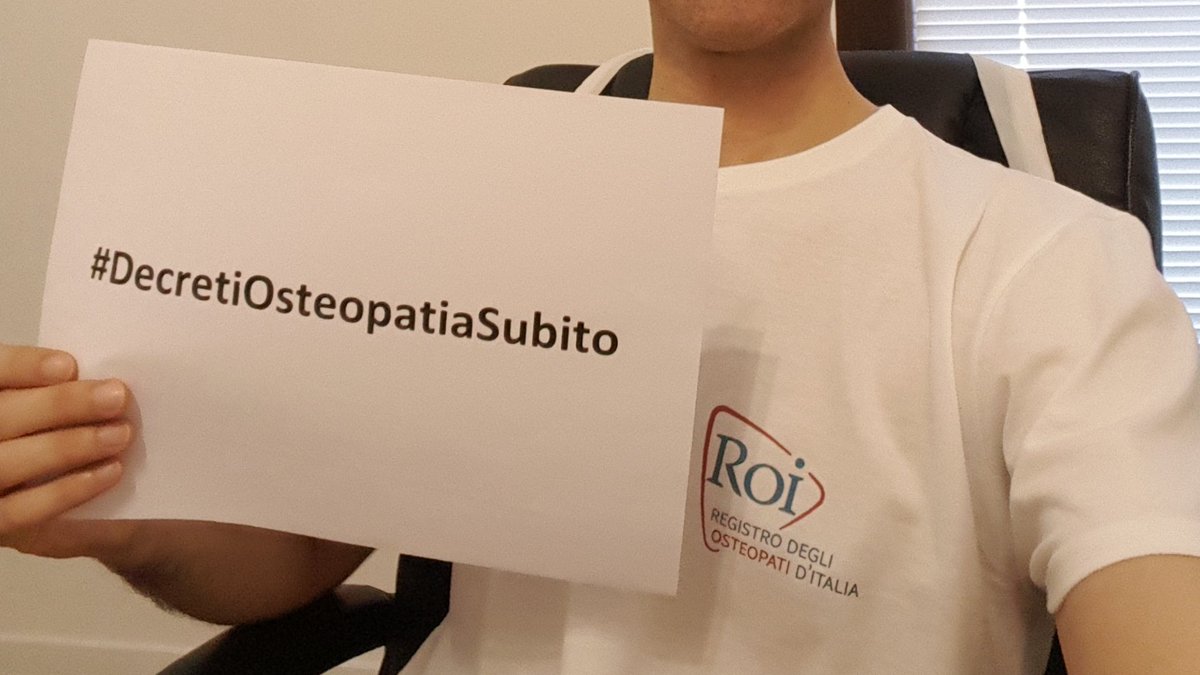 #DecretiOsteopatiaSubito
Roi
REGISTRO DEGLI
OSTEOPATI D'ITALIA